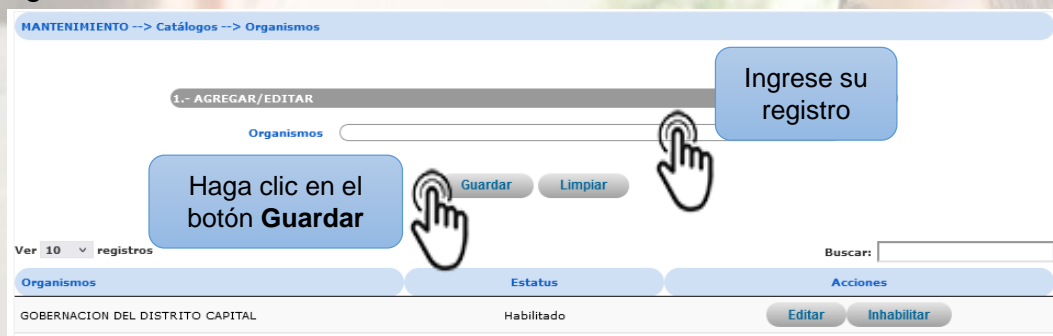 MANTENIMIENTO --> Catálogos --> Organismos
Ingrese su
registro
1.- AGREGAR/EDITAR
Organismos
Haga clic en el
botón Guardar
Guardar Limpiar
Ver 10 registros
Buscar:
Organismos Estatus Acciones
GOBERNACION DEL DISTRITO CAPITAL Habilitado Editar Inhabilitar